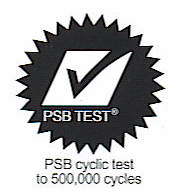 PSB TEST®
PSB cyclic test
to 500,000 cycles